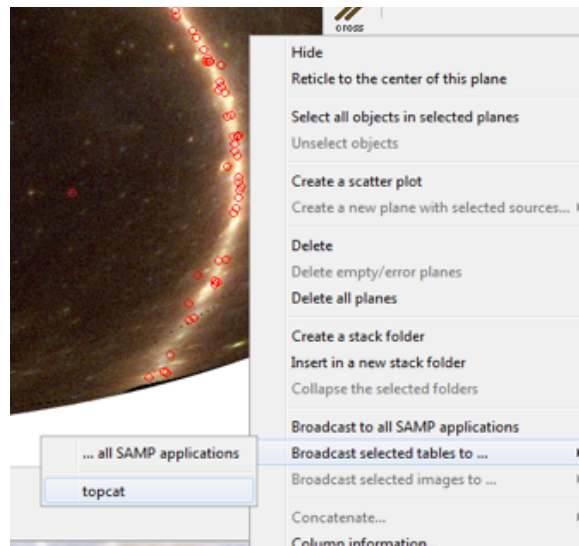 cross
Hide
Reticle to the center of this plane
Select all objects in selected planes
Unselect objects
Create a scatter plot
Create a new plane with selected sources...
Delete
Delete empty/error planes
Delete all planes
Create a stack folder
Insert in a new stack folder
Collapse the selected folders
Broadcast to all SAMP applications
... all SAMP applications
Broadcast selected tables to ...
topcat
Broadcast selected images to ...
Concatenate...
Column information...